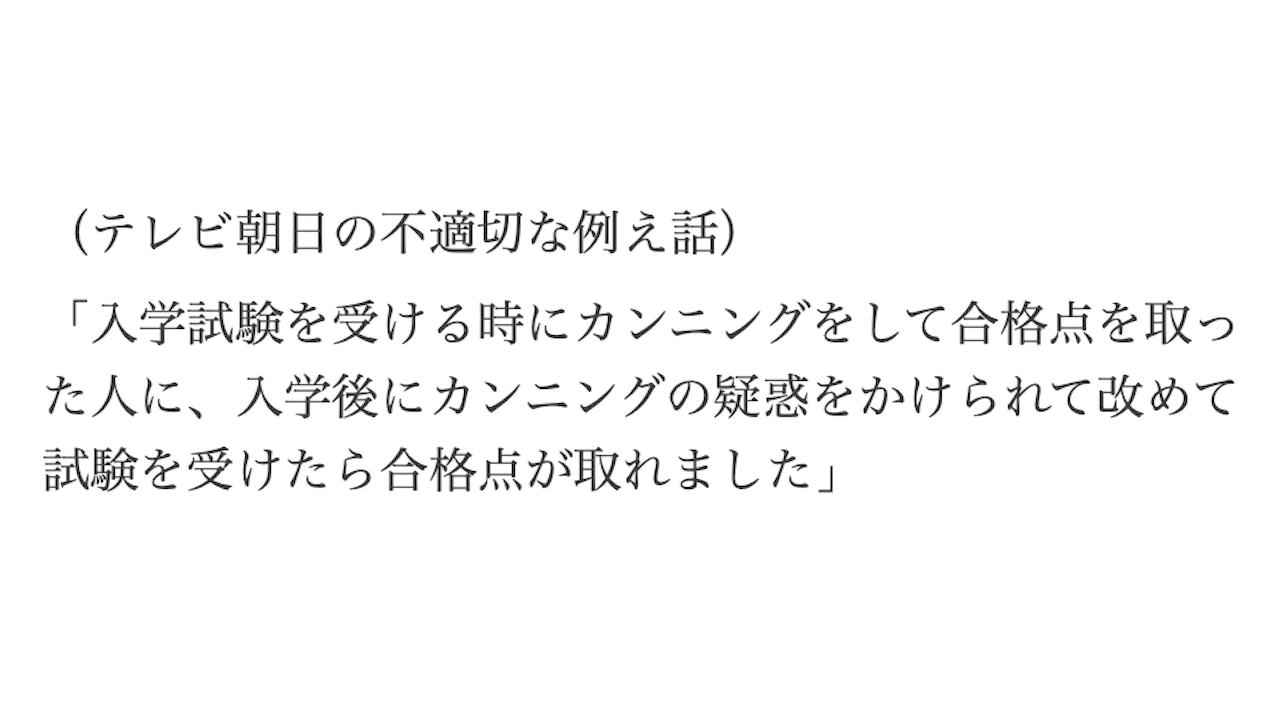 （テレビ朝日の不適切な例え話）
「入学試験を受ける時にカンニングをして合格点を取っ
た人に、入学後にカンニングの疑惑をかけられて改めて
試験を受けたら合格点が取れました」